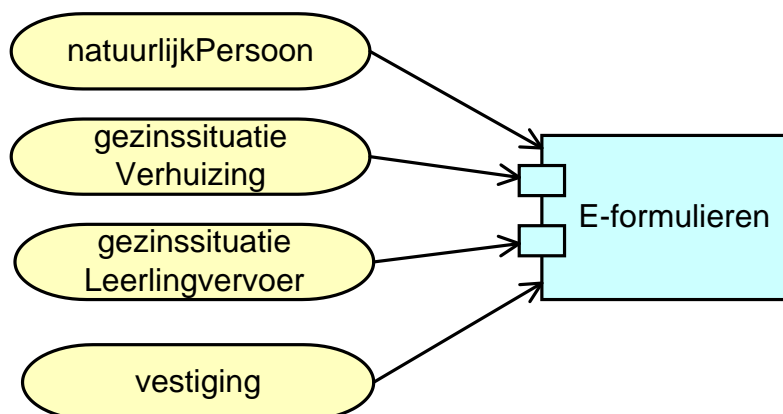 natuurlijkPersoon
gezinssituatie
Verhuizing
gezinssituatie
Leerlingvervoer
vestiging
E-formulieren